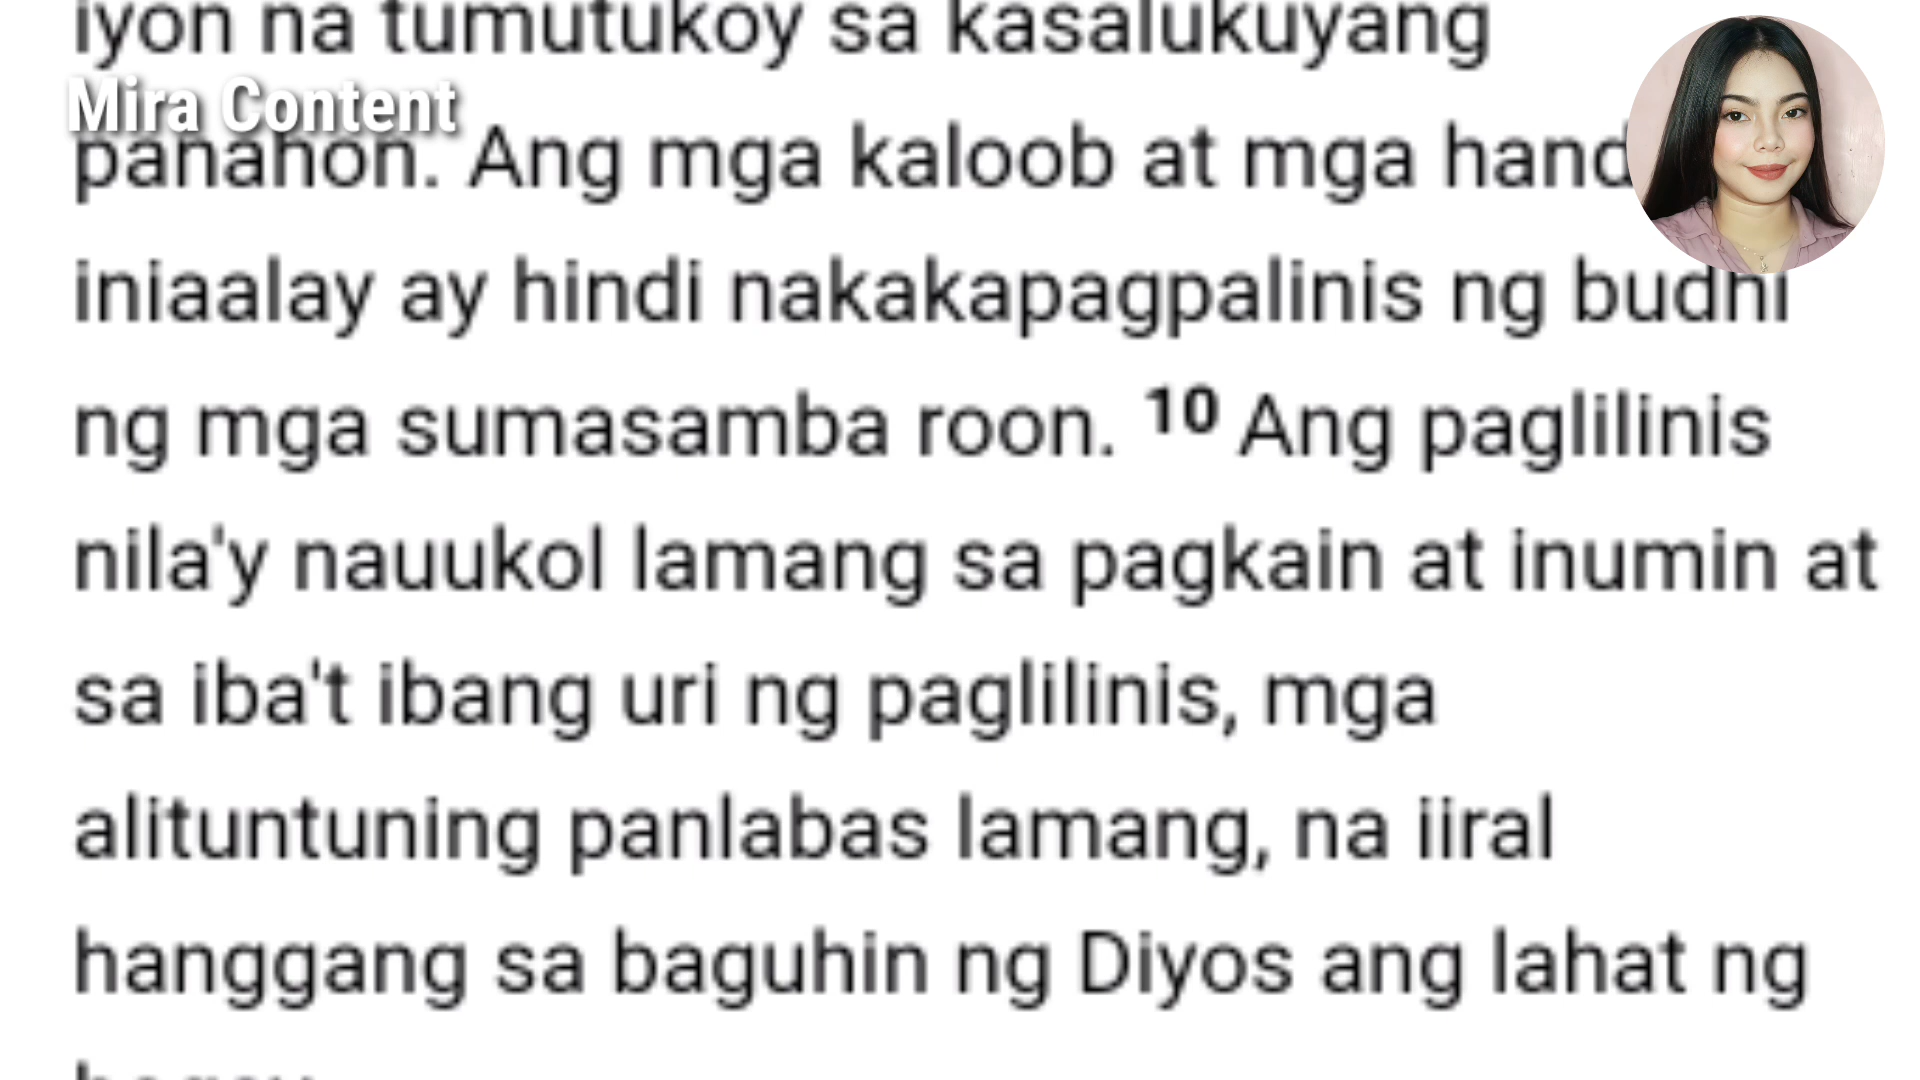 iyon na tumutukoy sa kasalukuyang
Mira Content
panahon. Ang mga kaloob at mga
iniaalay ay hindi nakakapagpalinis ng budhi
ng mga sumasamba roon. 10 Ang paglilinis
nila'y nauukol lamang sa pagkain at inumin at
sa iba't ibang uri ng paglilinis, mga
alituntuning panlabas lamang, na iiral
hanggang sa baguhin ng Diyos ang lahat ng